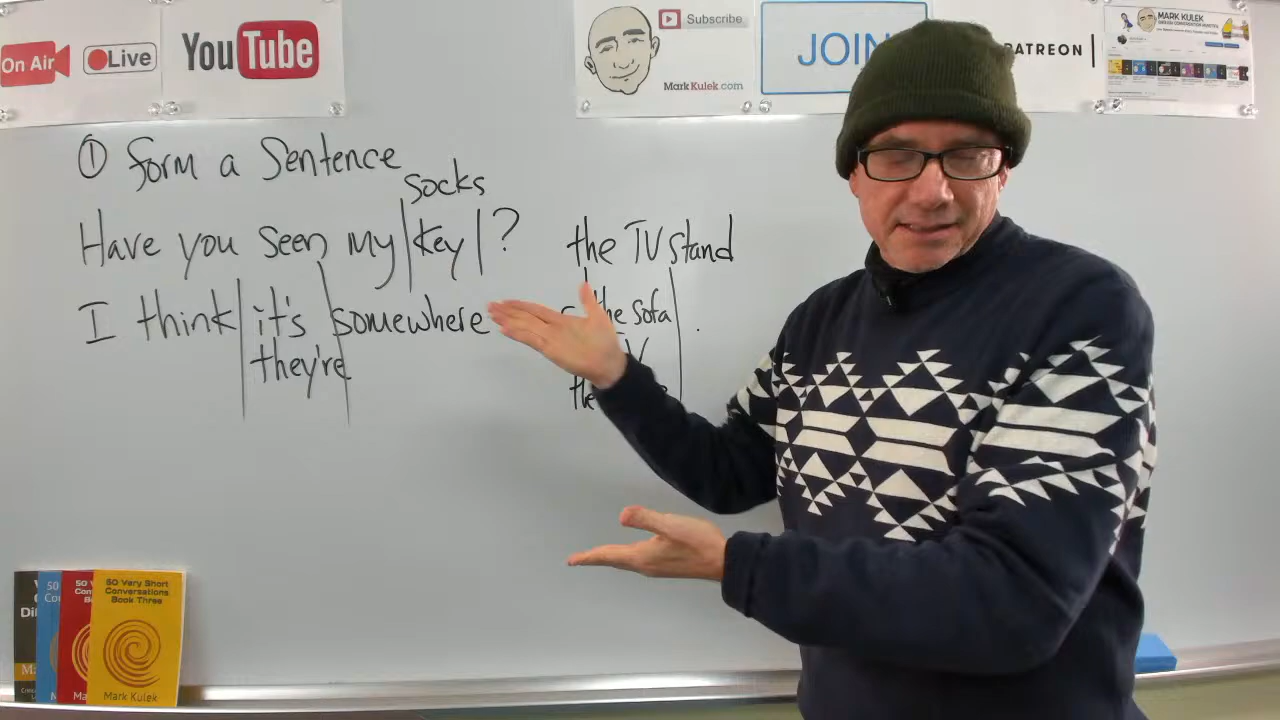 On Air
Live
YouTube
Subscribe
MarkKulek.com
JOIN
PATREON
MARK KULEK
① Form a Sentence
socks
Have you seen my key ?
the TV stand
I think it's somewhere the sofa .
they're
50 Very Short
Conversations
Book Three
Mark Kulek